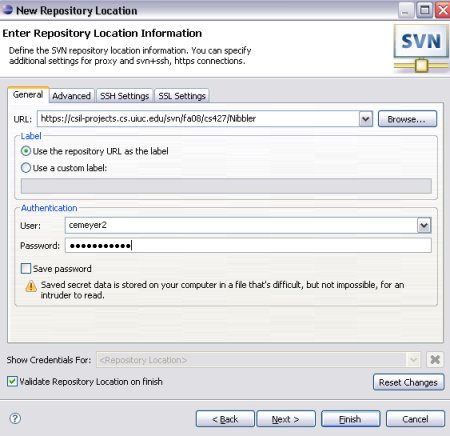 New Repository Location
Enter Repository Location Information
Define the SVN repository location information. You can specify
additional settings for proxy and svn+ssh, https connections.
SVN
General Advanced SSH Settings SSL Settings
URL: https://csil-projects.cs.uiuc.edu/svn/fa08/cs427/Nibbler Browse...
Label
Use the repository URL as the label
Use a custom label:
Authentication
User: cemeyer2
Password: ●●●●●●●●●●●
Save password
Saved secret data is stored on your computer in a file that's difficult, but not impossible, for an
intruder to read.
Show Credentials For: <Repository Location>
Validate Repository Location on finish Reset Changes
? < Back Next > Finish Cancel